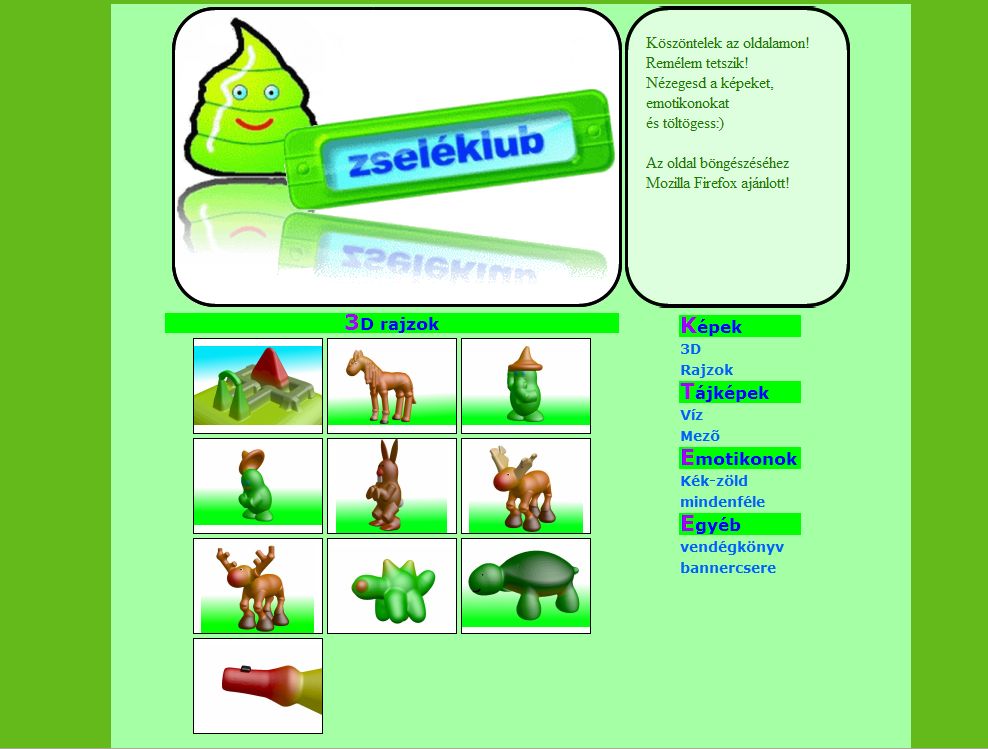 zseléklub
zseléklub
Köszöntelek az oldalamon!
Remélem tetszik!
Nézegesd a képeket,
emotikonokat
és töltögess:)
Az oldal böngészéséhez
Mozilla Firefox ajánlott!
3D rajzok
Képek
3D
Rajzok
Tájképek
Víz
Mező
Emotikonok
Kék-zöld
mindenféle
Egyéb
vendégkönyv
bannercsere